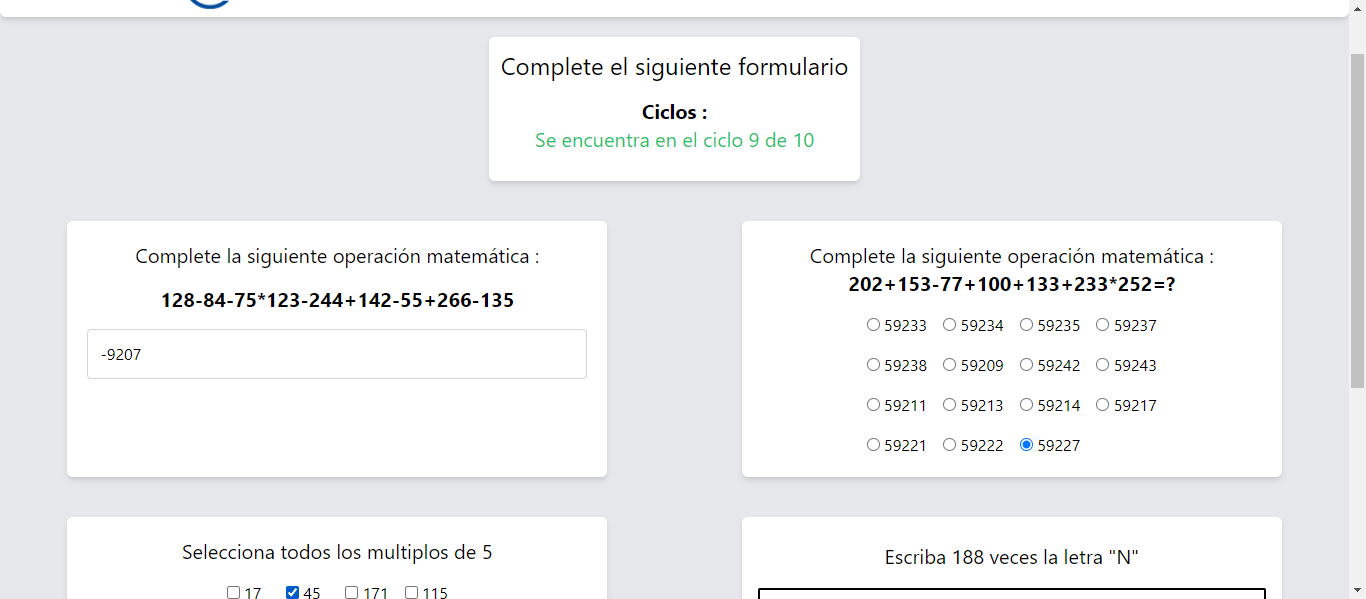 Complete el siguiente formulario
Ciclos :
Se encuentra en el ciclo 9 de 10
Complete la siguiente operación matemática :
128-84-75*123-244+142-55+266-135
-9207
Complete la siguiente operación matemática :
202+153-77+100+133+233*252=?
59233 59234 59235 59237
59238 59209 59242 59243
59211 59213 59214 59217
59221 59222 59227
Selecciona todos los multiplos de 5
17 45 171 115
Escriba 188 veces la letra "N"